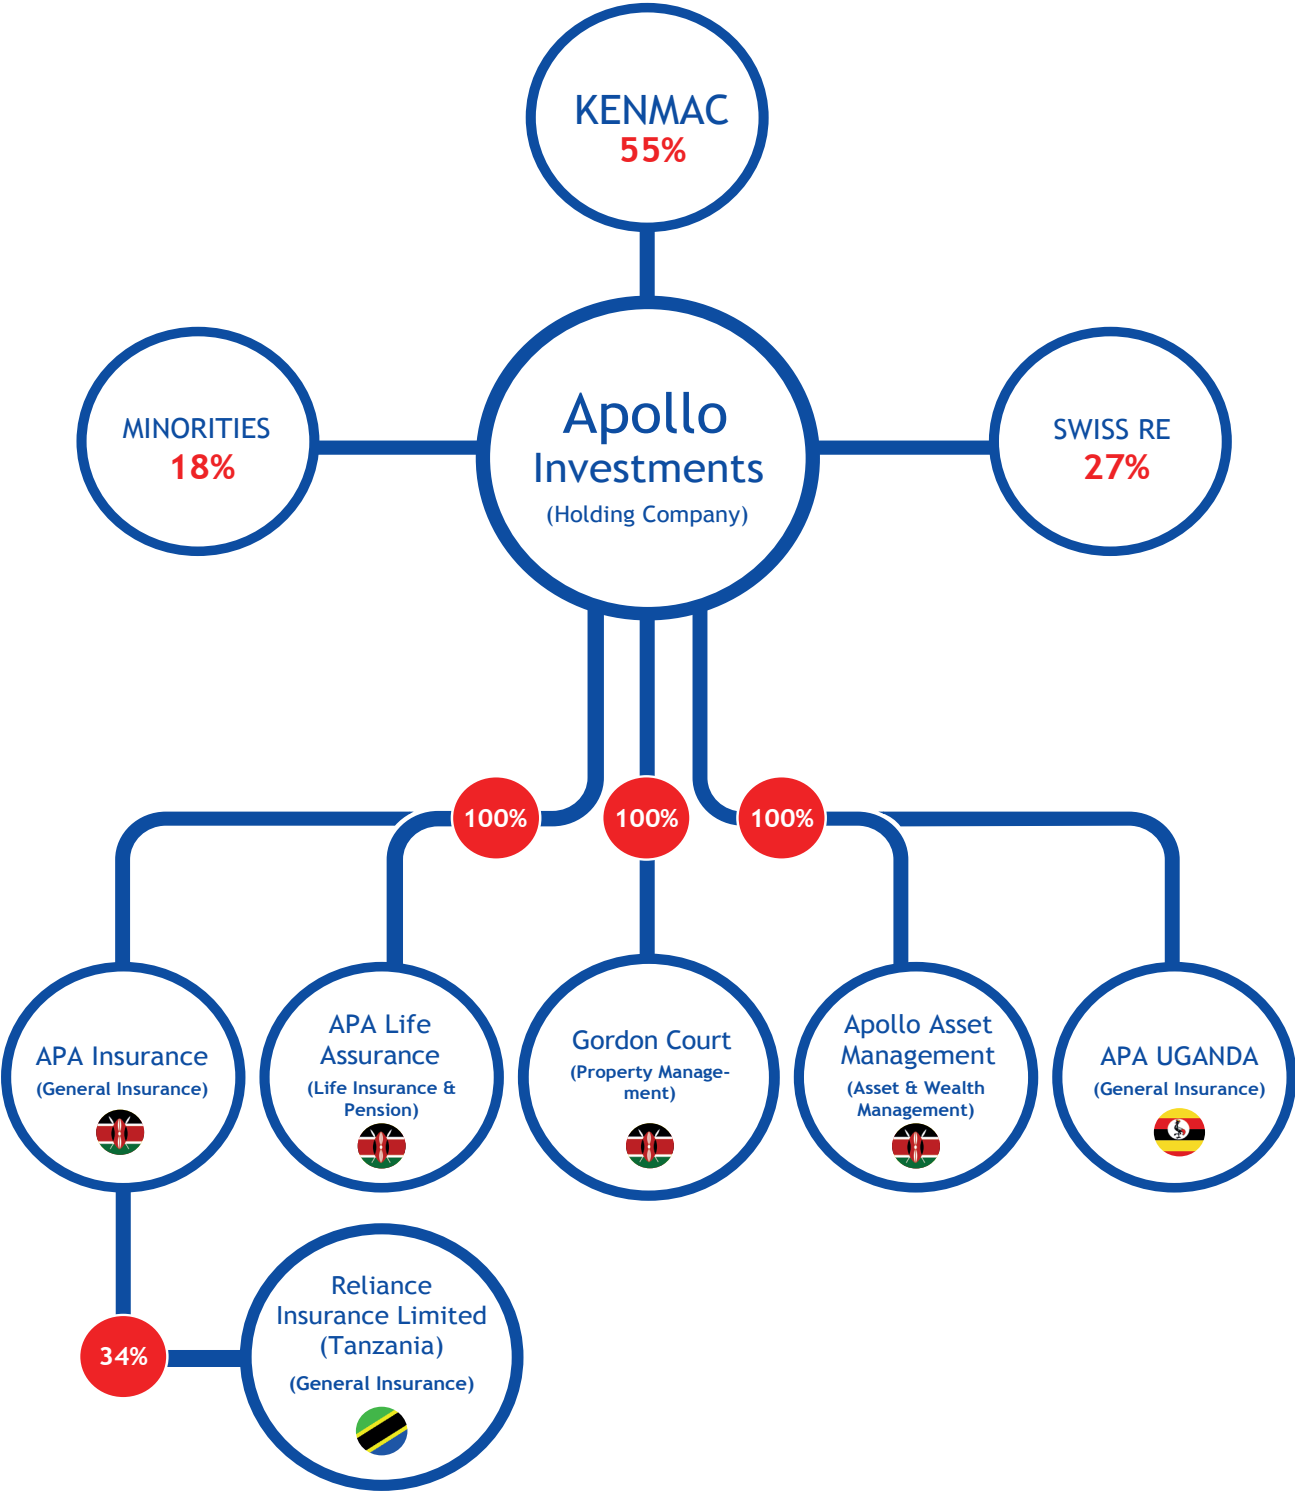 KENMAC
55%
MINORITIES
18%
Apollo
Investments
(Holding Company)
SWISS RE
27%
100%
100%
100%
APA Insurance
(General Insurance)
APA Life
Assurance
(Life Insurance &
Pension)
Gordon Court
(Property Manage-
ment)
Apollo Asset
Management
(Asset & Wealth
Management)
APA UGANDA
(General Insurance)
34%
Reliance
Insurance Limited
(Tanzania)
(General Insurance)